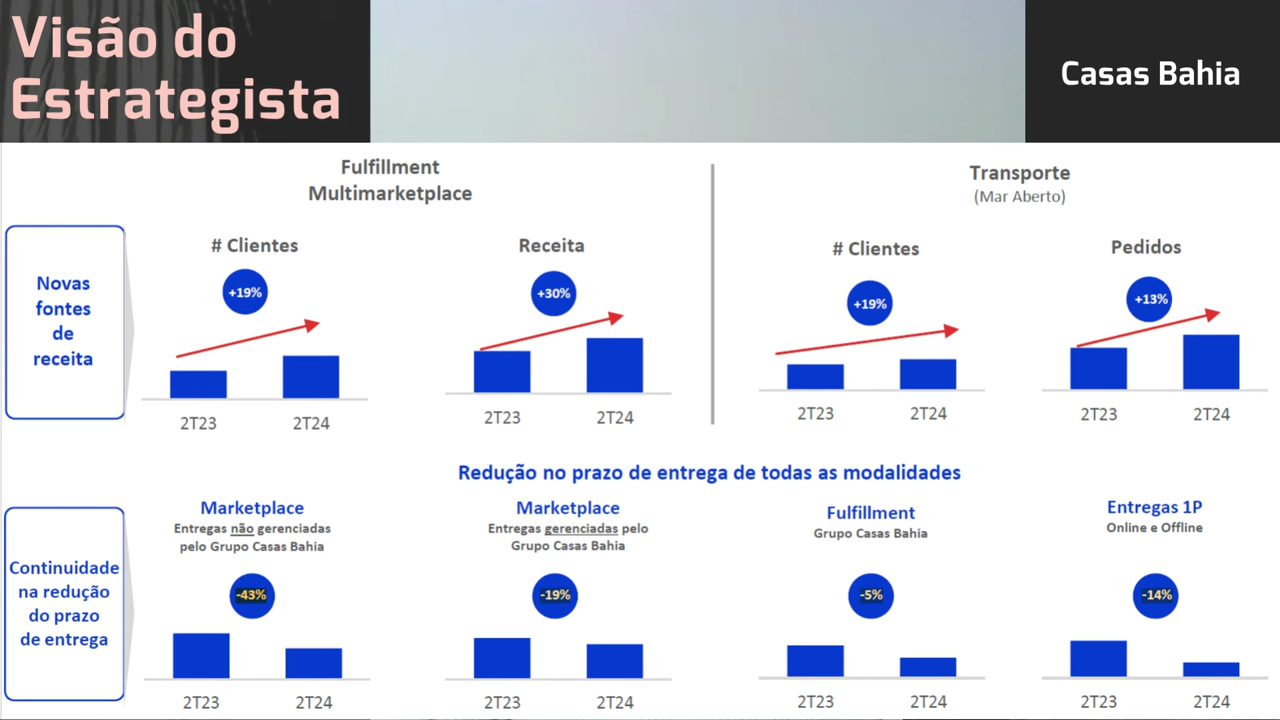 Visão do
Estrategista
Casas Bahia
Fulfillment
Multimarketplace
Transporte
(Mar Aberto)
Novas
fontes
de
receita
# Clientes
+19%
2T23
2T24
Receita
+30%
2T23
2T24
# Clientes
+19%
2T23
2T24
Pedidos
+13%
2T23
2T24
Redução no prazo de entrega de todas as modalidades
Continuidade
na redução
do prazo
de entrega
Marketplace
Entregas não gerenciadas
pelo Grupo Casas Bahia
-43%
2T23
2T24
Marketplace
Entregas gerenciadas pelo
Grupo Casas Bahia
-19%
2T23
2T24
Fulfillment
Grupo Casas Bahia
-5%
2T23
2T24
Entregas 1P
Online e Offline
-14%
2T23
2T24